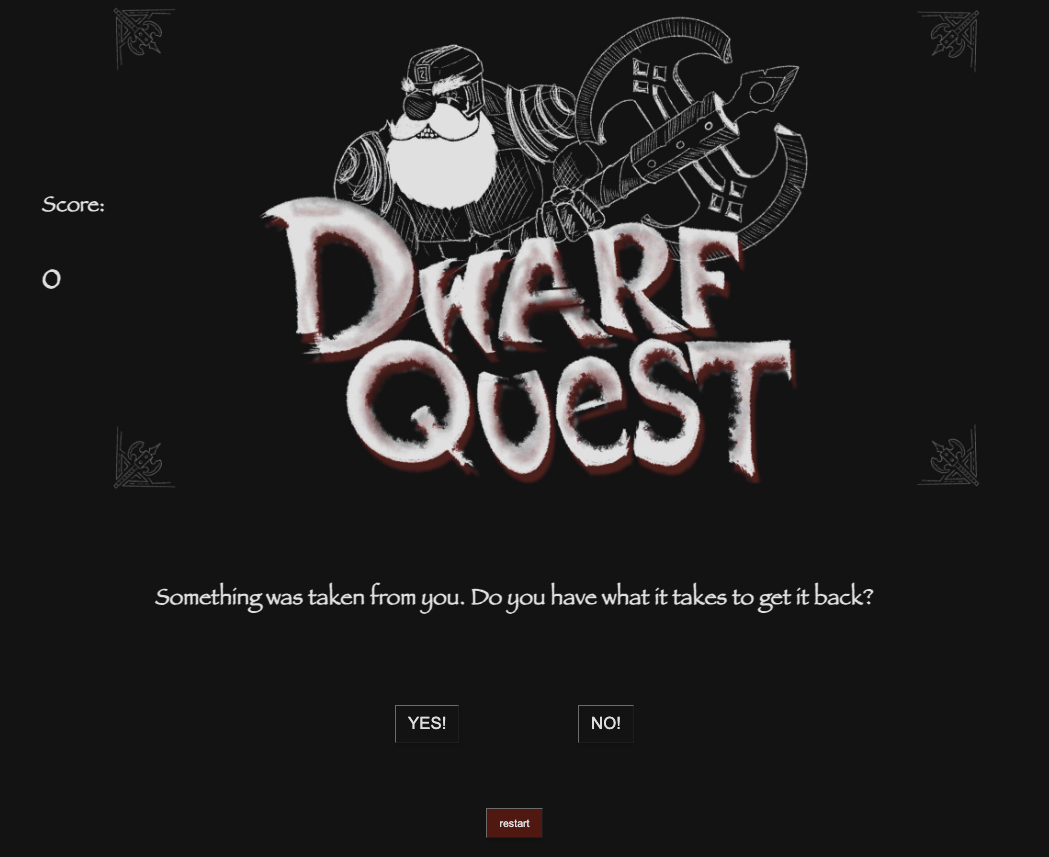 Score:
0
DWARF
QUeST
Something was taken from you. Do you have what it takes to get it back?
YES!
NO!
restart